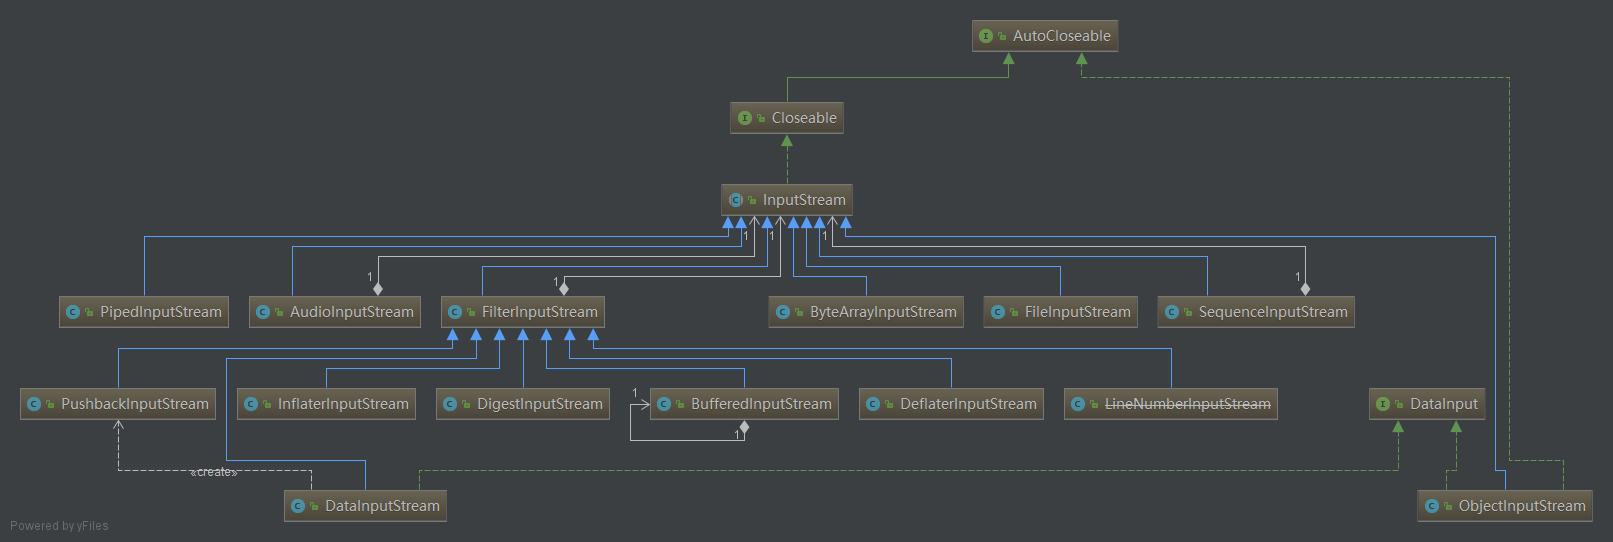 AutoCloseable
Closeable
InputStream
1 1 1
1 1 1
PipedInputStream AudioInputStream FilterInputStream ByteArrayInputStream FileInputStream SequenceInputStream
1
PushbackInputStream InflaterInputStream DigestInputStream BufferedInputStream DeflaterInputStream LineNumberInputStream DataInput
1
«create»
DataInputStream ObjectInputStream
Powered by yFiles